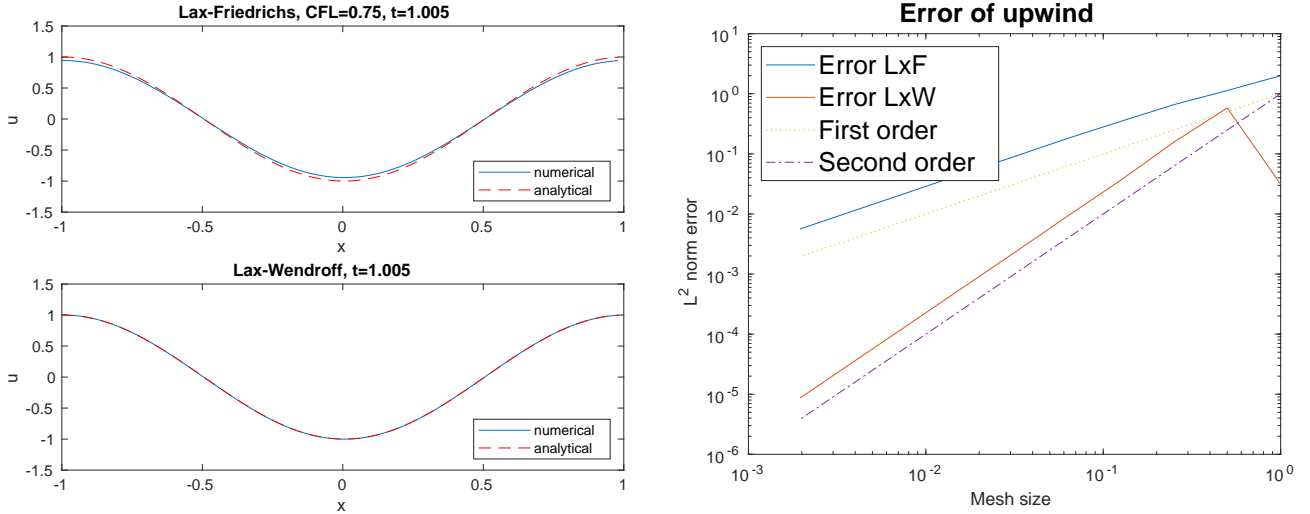 Lax-Friedrichs, CFL=0.75, t=1.005
1.5
1
0.5
0
-0.5
-1
-1.5
u
numerical
analytical
-1
-0.5
0
0.5
1
x
Lax-Wendroff, t=1.005
1.5
1
0.5
0
-0.5
-1
-1.5
u
numerical
analytical
-1
-0.5
0
0.5
1
x
Error of upwind
10^1
10^0
10^-1
10^-2
10^-3
10^-4
10^-5
10^-6
L^2 norm error
Error LxF
Error LxW
First order
Second order
10^-3
10^-2
10^-1
10^0
Mesh size